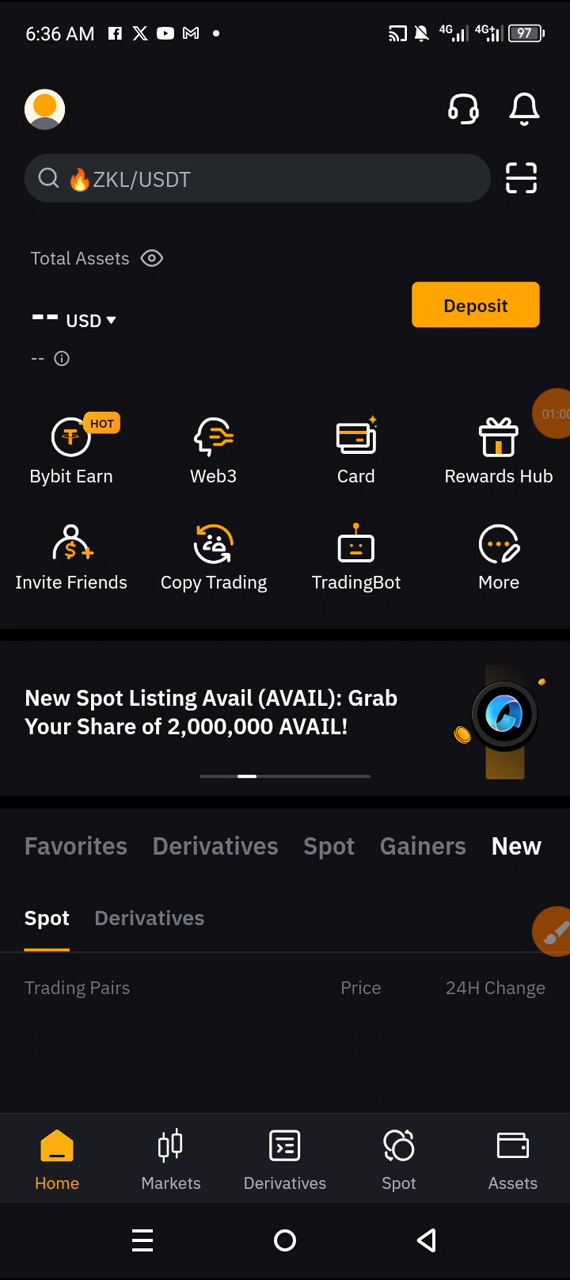 6:36 AM
4G 4G+ 97
🔥ZKL/USDT
Total Assets
-- USD
Deposit
--
01:00
HOT
Bybit Earn Web3 Card Rewards Hub
Invite Friends Copy Trading TradingBot More
New Spot Listing Avail (AVAIL): Grab
Your Share of 2,000,000 AVAIL!
Favorites Derivatives Spot Gainers New
Spot Derivatives
Trading Pairs Price 24H Change
Home Markets Derivatives Spot Assets